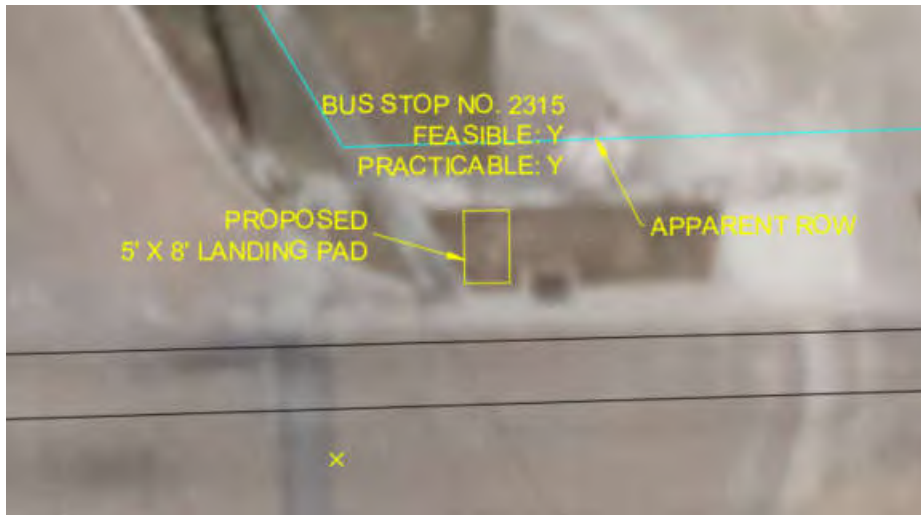 BUS STOP NO. 2315
FEASIBLE: Y
PRACTICABLE: Y
PROPOSED
5' X 8' LANDING PAD
APPARENT ROW